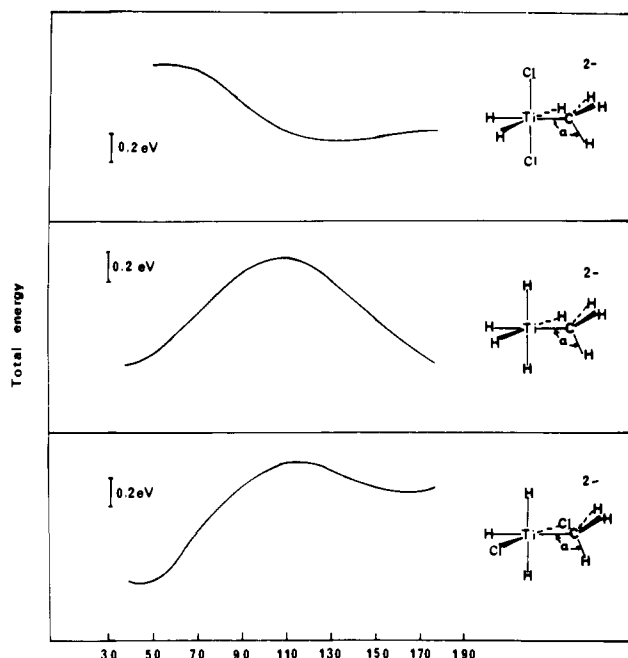 Total energy
0.2 eV
Cl
2-
H Ti H C H H
H α H
Cl
0.2 eV
H
2-
H Ti H C H H
H α H
H
0.2 eV
H
2-
H Ti Cl C H H
Cl α H
H
30 50 70 90 110 130 150 170 190